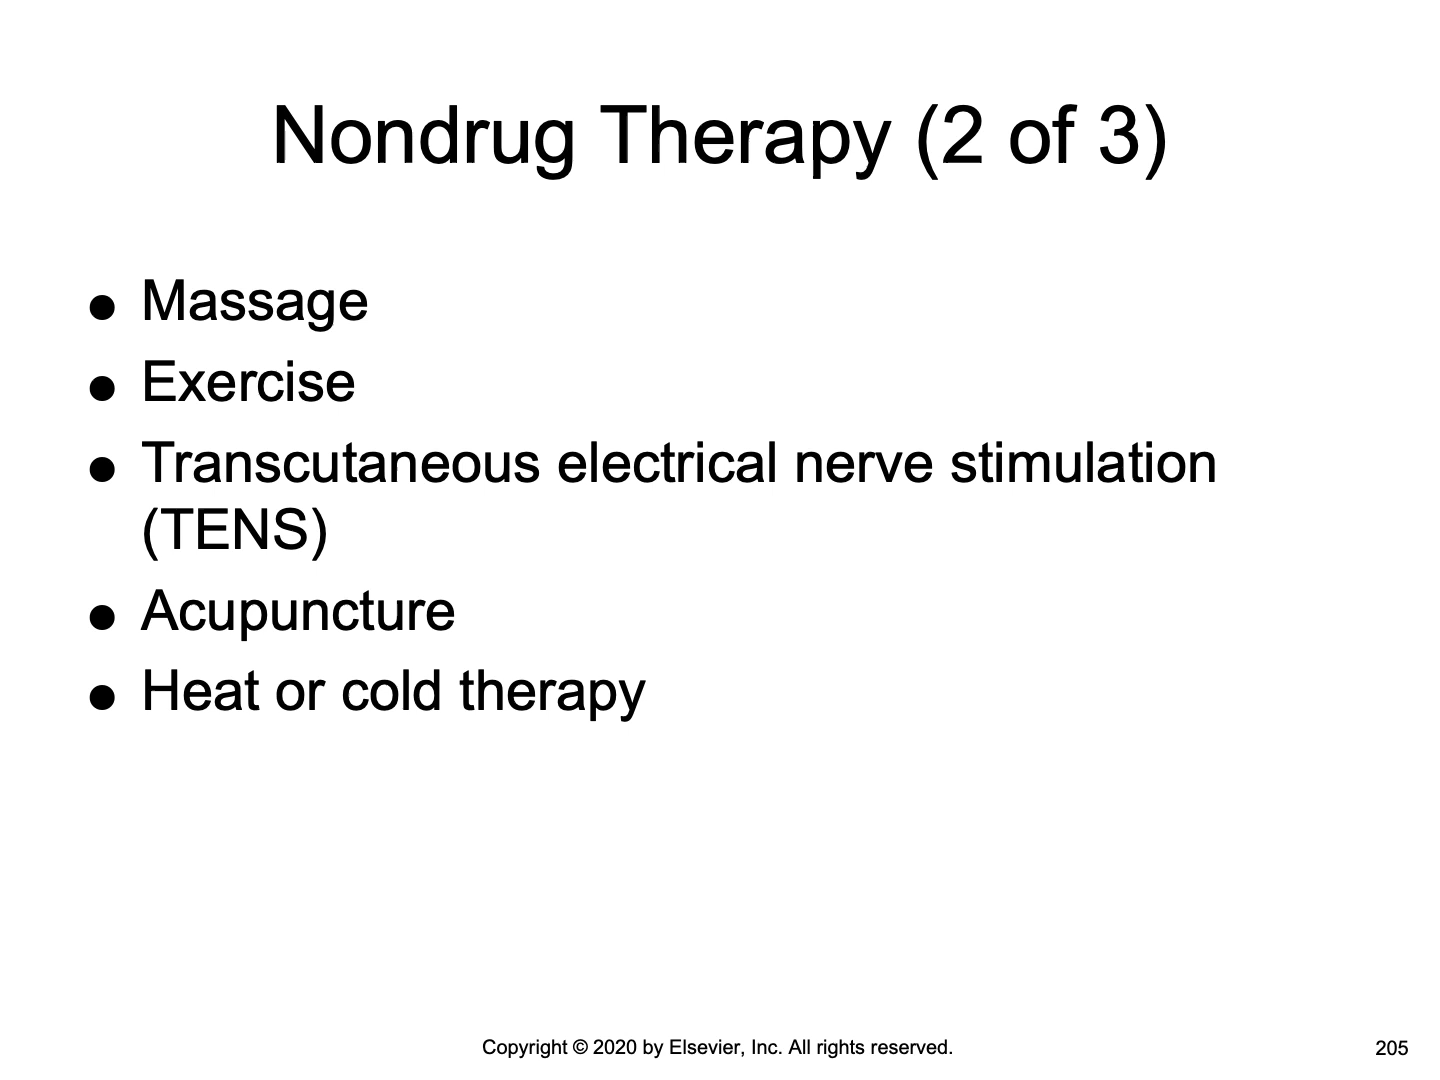 Nondrug Therapy (2 of 3)
● Massage
● Exercise
● Transcutaneous electrical nerve stimulation
(TENS)
● Acupuncture
● Heat or cold therapy
Copyright © 2020 by Elsevier, Inc. All rights reserved.
205